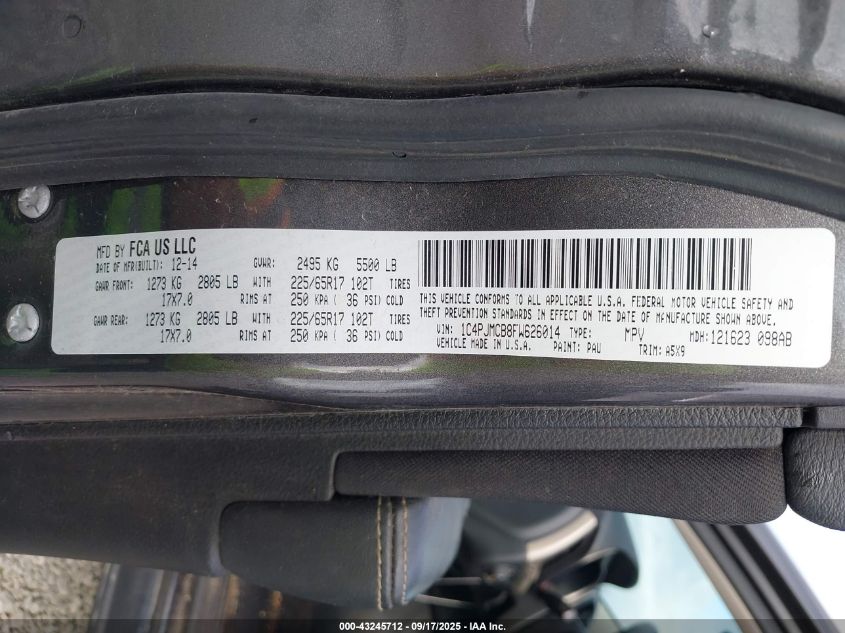 MFD BY FCA US LLC
DATE OF MFR(BUILT): 12-14 GVWR: 2495 KG 5500 LB
GAWR FRONT: 1273 KG 2805 LB WITH 225/65R17 102T TIRES
17X7.0 RIMS AT 250 KPA ( 36 PSI) COLD
GAWR REAR: 1273 KG 2805 LB WITH 225/65R17 102T TIRES
17X7.0 RIMS AT 250 KPA ( 36 PSI) COLD
THIS VEHICLE CONFORMS TO ALL APPLICABLE U.S.A. FEDERAL MOTOR VEHICLE SAFETY AND
THEFT PREVENTION STANDARDS IN EFFECT ON THE DATE OF MANUFACTURE SHOWN ABOVE.
VIN: 1C4PJMCB8FW626014 TYPE: MPV MDH: 121623 098AB
VEHICLE MADE IN U.S.A. PAINT: PAU TRIM: A5X9
000-43245712 - 09/17/2025 - IAA Inc.